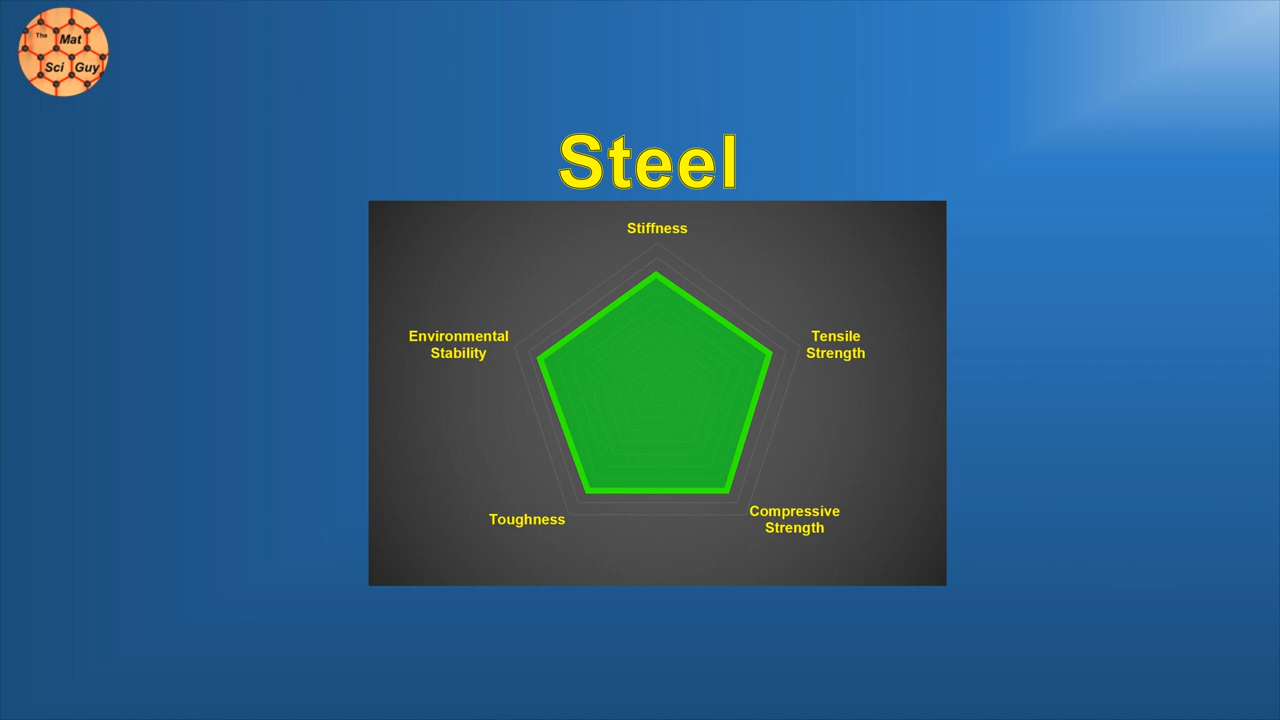 The
Mat
Sci Guy
Steel
Stiffness
Environmental
Stability
Tensile
Strength
Toughness
Compressive
Strength